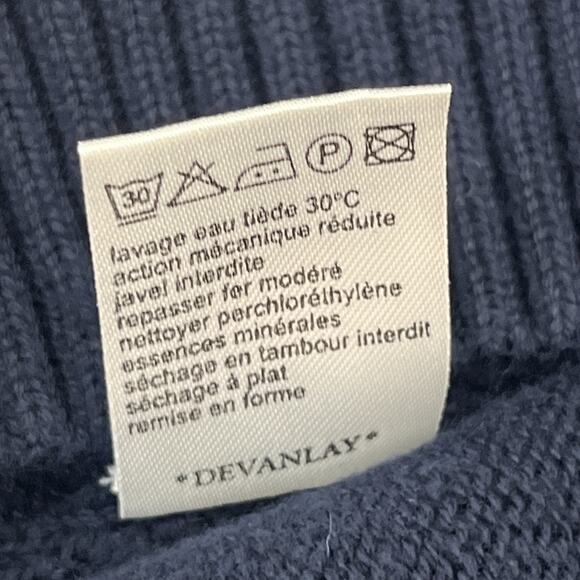 30 P
lavage eau tiède 30°C
action mécanique réduite
javel interdite
repasser fer modéré
nettoyer perchloréthylène
essences minérales
séchage en tambour interdit
séchage à plat
remise en forme
*DEVANLAY*